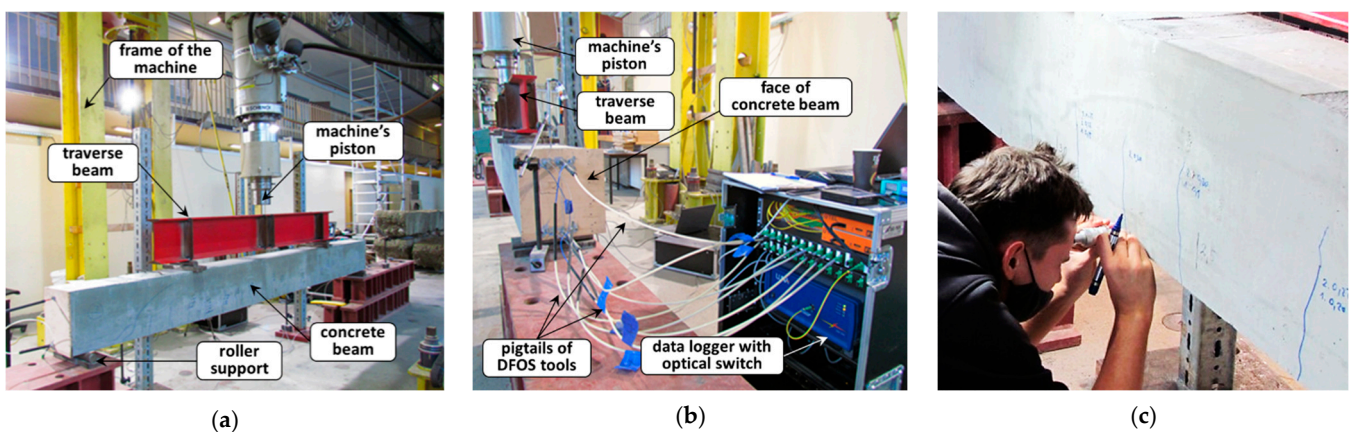 frame of the
machine
machine's
piston
traverse
beam
concrete
beam
roller
support
machine's
piston
traverse
beam
face of
concrete beam
pigtails of
DFOS tools
data logger with
optical switch
(a)
(b)
(c)